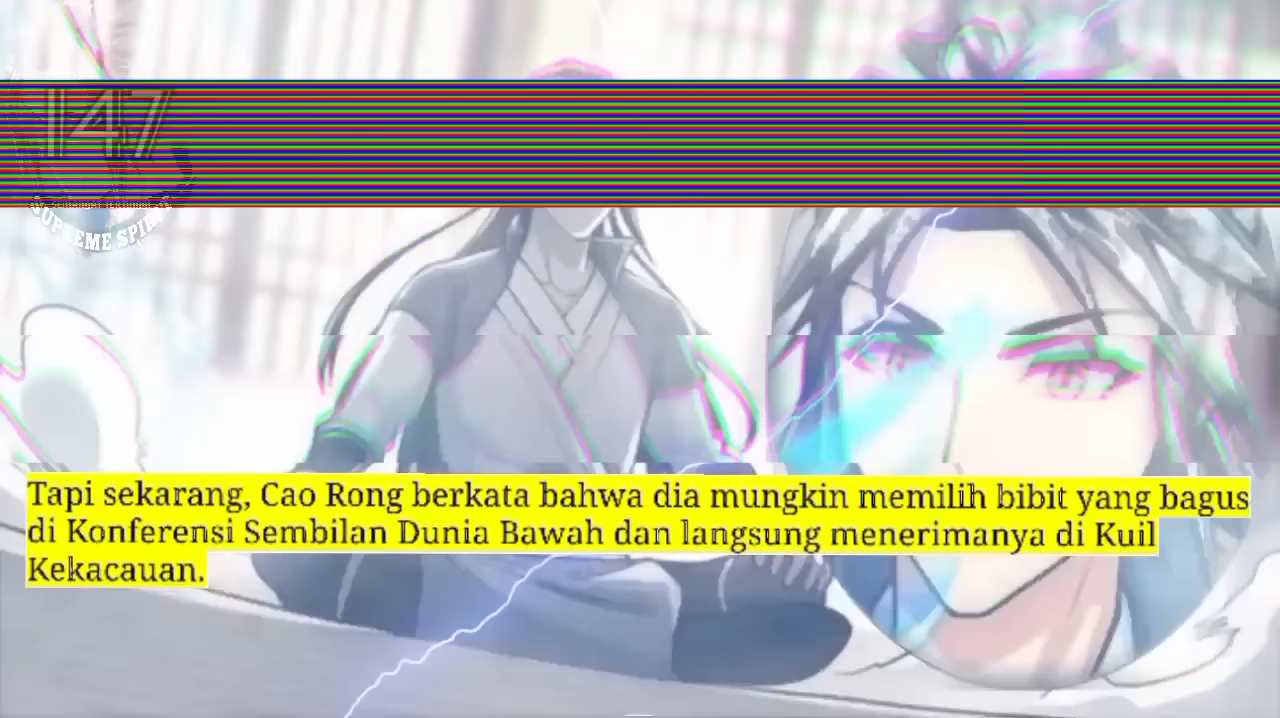 147
SUPREME SPIRIT
Tapi sekarang, Cao Rong berkata bahwa dia mungkin memilih bibit yang bagus
di Konferensi Sembilan Dunia Bawah dan langsung menerimanya di Kuil
Kekacauan.